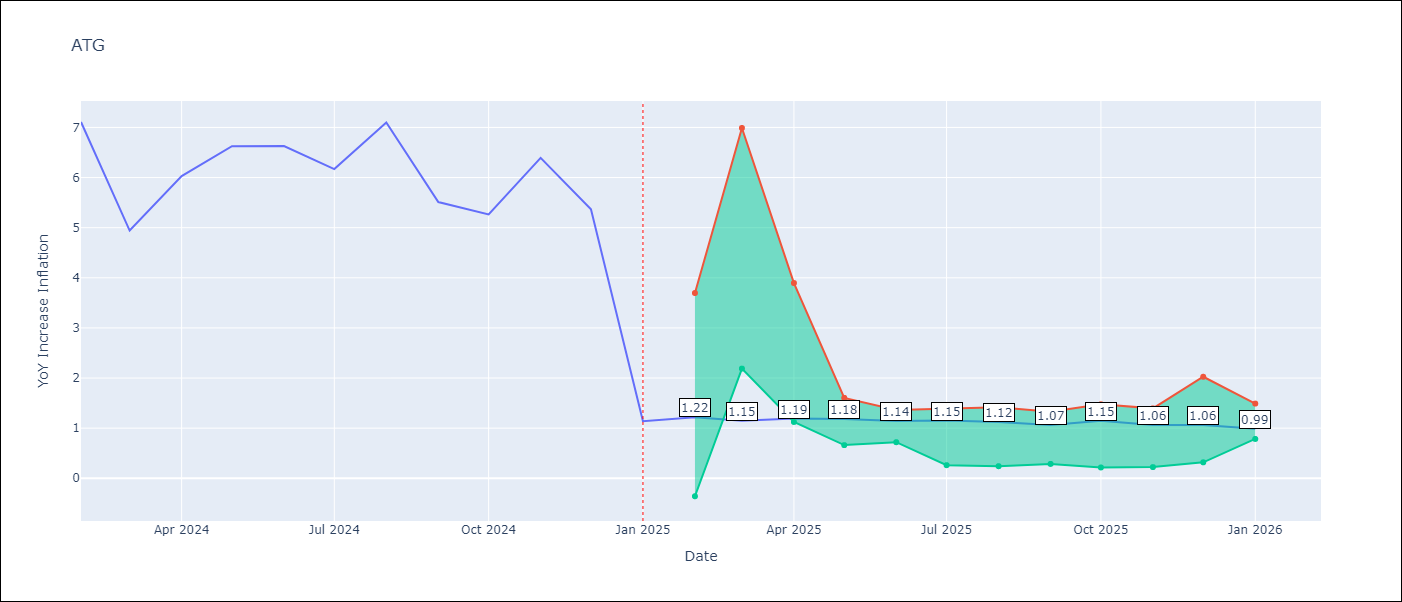 ATG
YoY Increase Inflation
7
6
5
4
3
2
1
0
1.22
1.15
1.19
1.18
1.14
1.15
1.12
1.07
1.15
1.06
1.06
0.99
Apr 2024
Jul 2024
Oct 2024
Jan 2025
Apr 2025
Jul 2025
Oct 2025
Jan 2026
Date